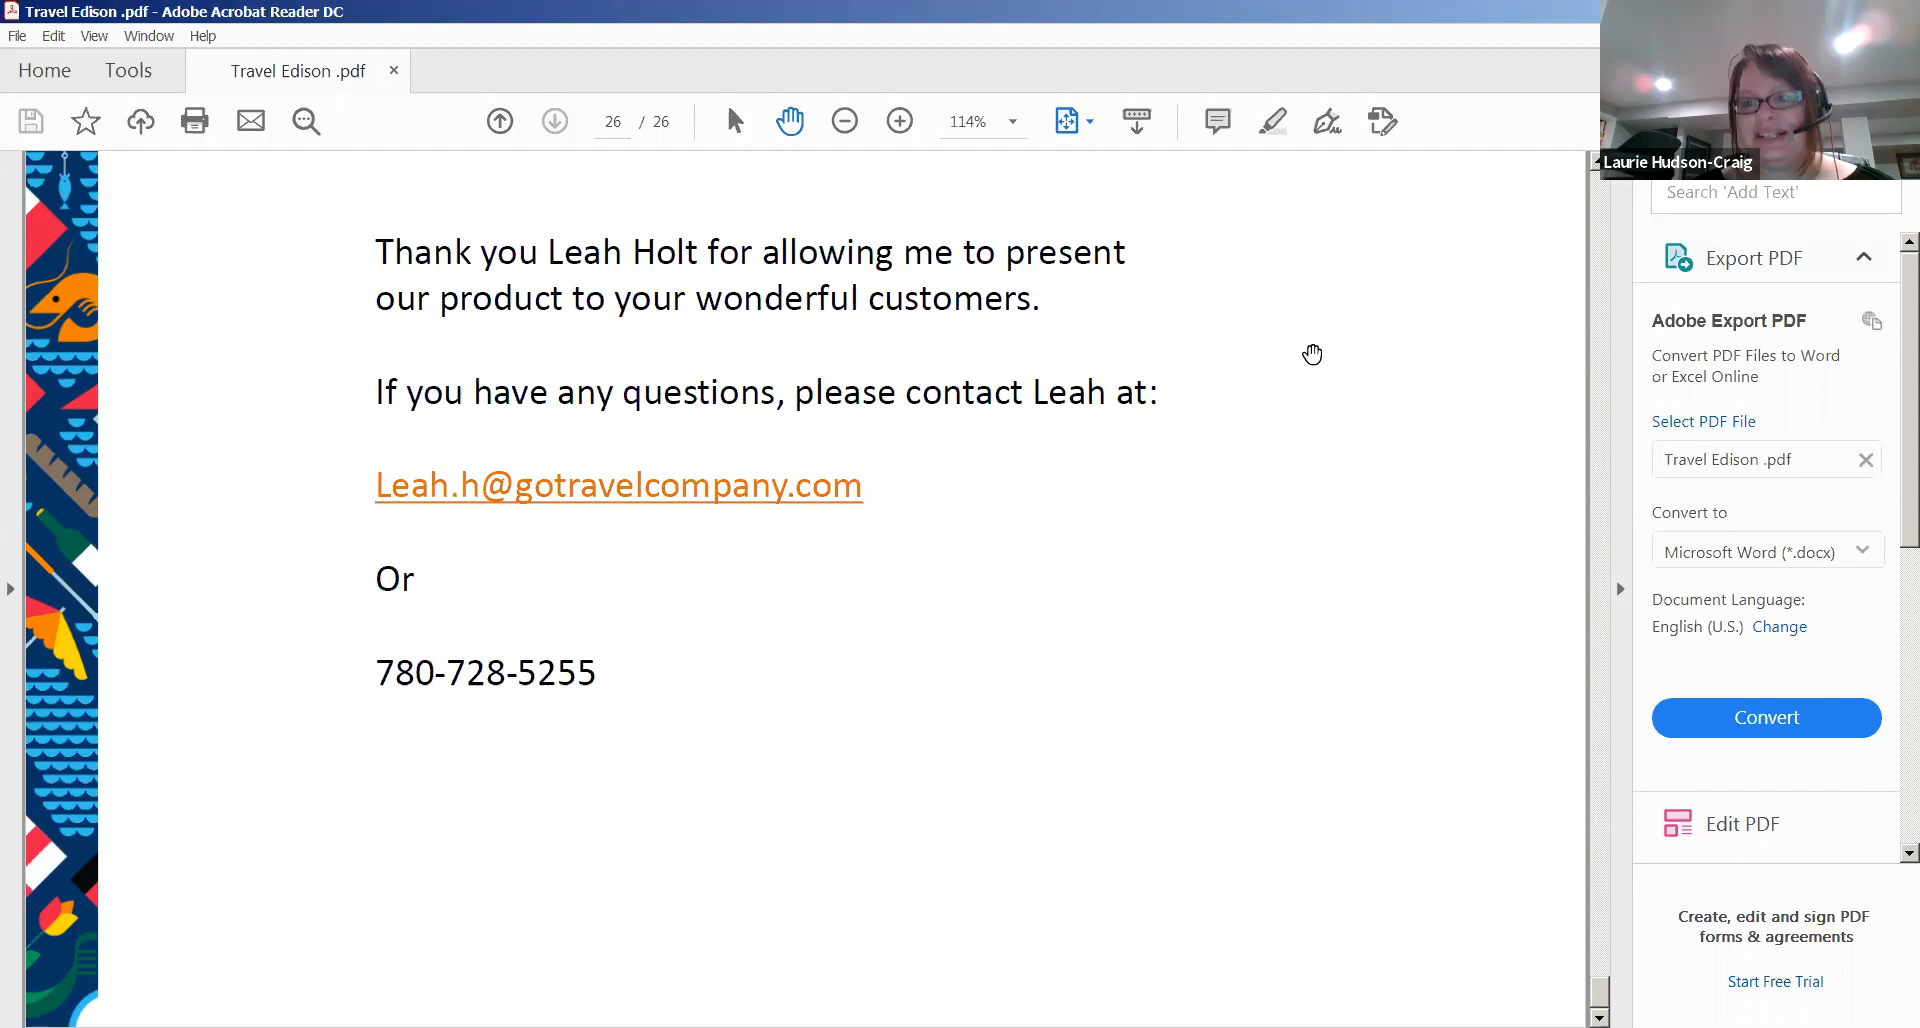 Travel Edison .pdf - Adobe Acrobat Reader DC
File Edit View Window Help
Home Tools Travel Edison .pdf ×
26 / 26 114%
Laurie Hudson-Craig
Search 'Add Text'
Thank you Leah Holt for allowing me to present
our product to your wonderful customers.
If you have any questions, please contact Leah at:
Leah.h@gotravelcompany.com
Or
780-728-5255
Export PDF
Adobe Export PDF
Convert PDF Files to Word
or Excel Online
Select PDF File
Travel Edison .pdf
Convert to
Microsoft Word (*.docx)
Document Language:
English (U.S.) Change
Convert
Edit PDF
Create, edit and sign PDF
forms & agreements
Start Free Trial